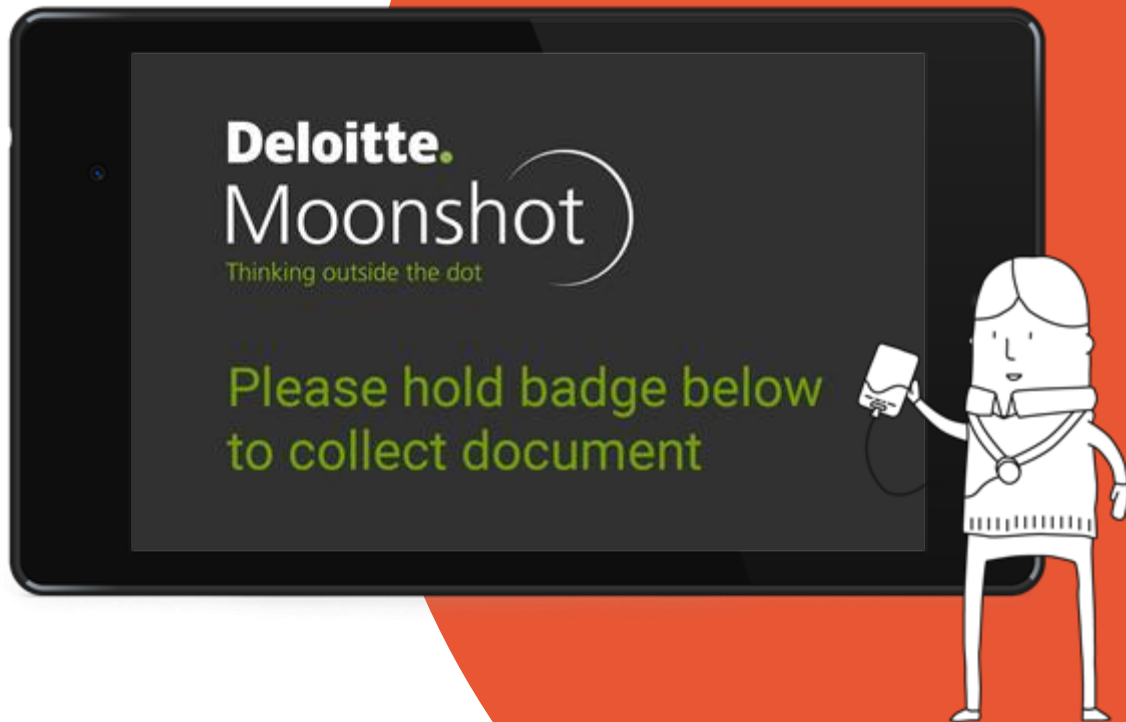 Deloitte.
Moonshot
Thinking outside the dot
Please hold badge below
to collect document